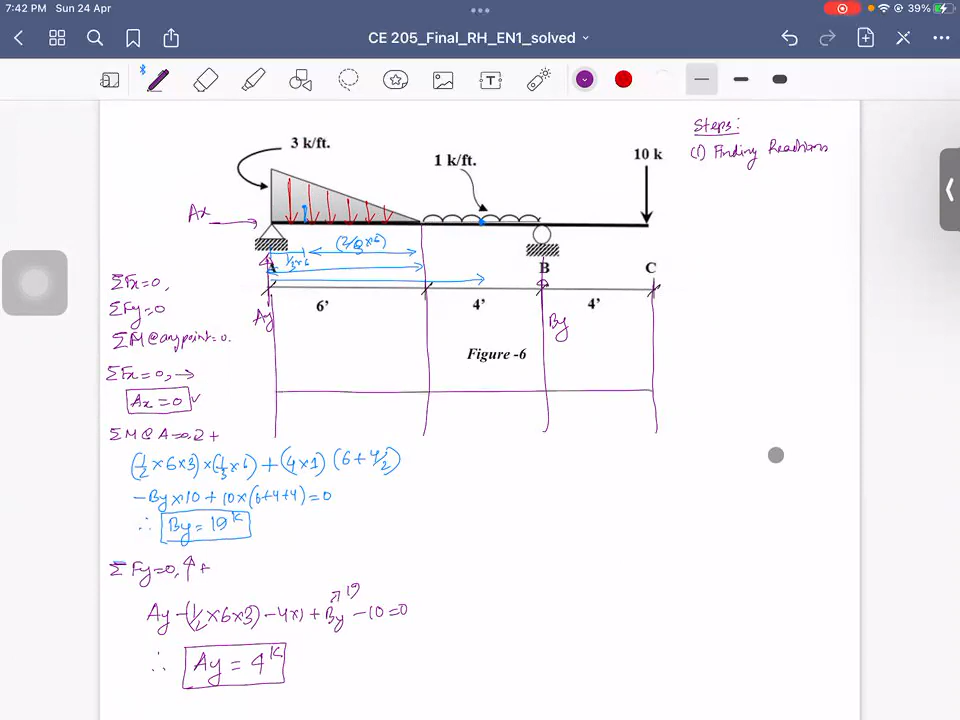 7:42 PM Sun 24 Apr
39%
CE 205_Final_RH_EN1_solved
T
Steps:
(1) Finding Reactions
3 k/ft.
1 k/ft.
10 k
Ax
(2/3×6)
1/3×6
B
C
6'
4'
4'
Ay
By
Figure -6
ΣFx=0,
ΣFy=0
ΣM@anypoint=0.
ΣFx=0, →
Ax=0
ΣM@A=0, +
(1/2×6×3)×(1/3×6)+(4×1)(6+4/2)
-By×10+10×(6+4+4)=0
∴ By=19ᴷ
ΣFy=0, ↑+
19
Ay-(1/2×6×3)-4×1+By-10=0
∴ Ay=4ᴷ